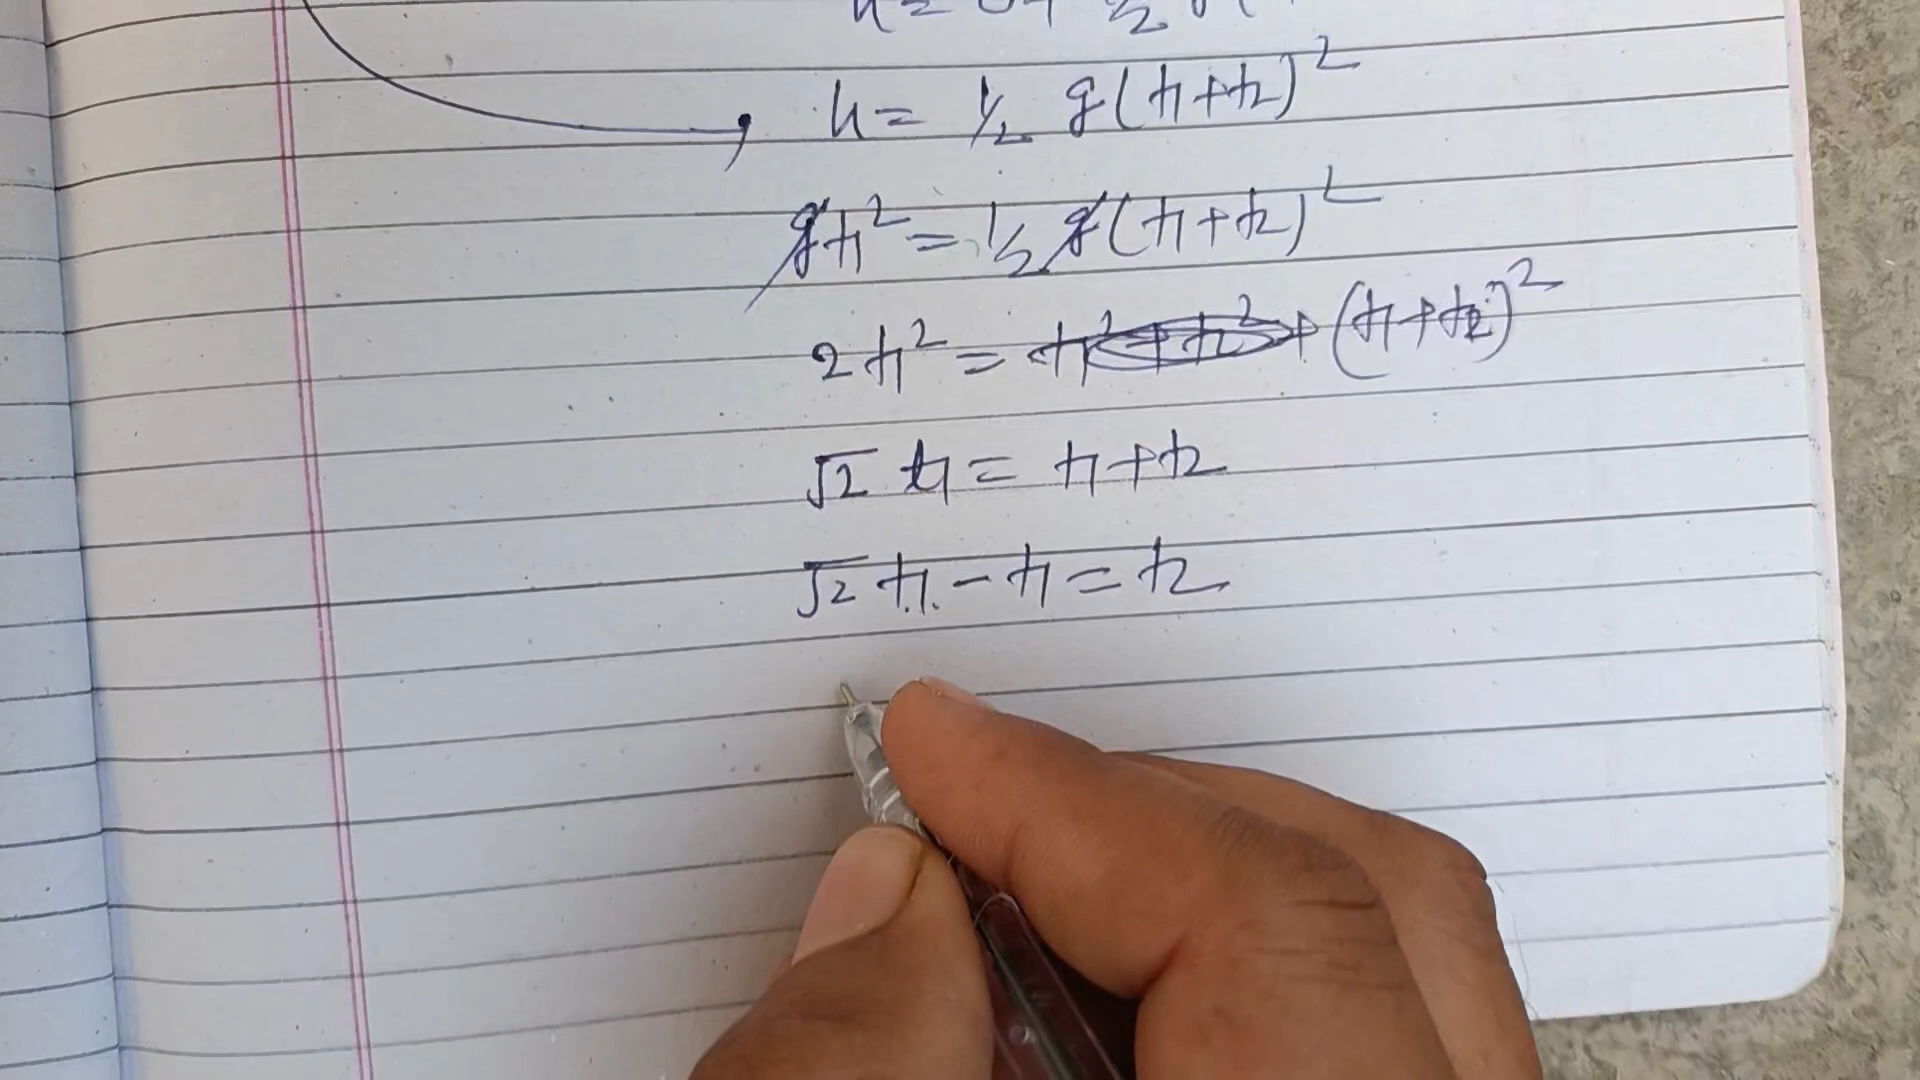 h = ½ g(t1+t2)²
gt1² = ½ g(t1+t2)²
2t1² = (t1+t2)²
√2 t1 = t1+t2
√2 t1 - t1 = t2